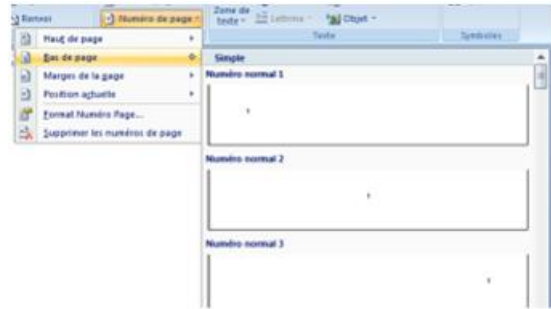 Renvoi
Numéro de page
Zone de texte
Lettrine
Objet
Texte
Symboles
Haut de page
Bas de page
Marges de la page
Position actuelle
Format Numéro Page...
Supprimer les numéros de page
Simple
Numéro normal 1
Numéro normal 2
Numéro normal 3